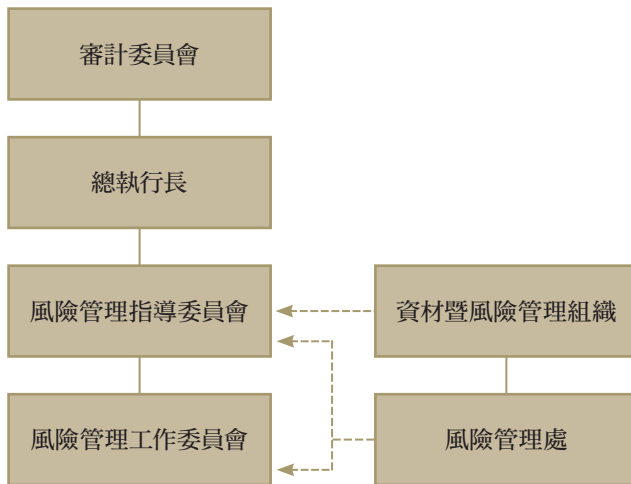 審計委員會
總執行長
風險管理指導委員會
資材暨風險管理組織
風險管理工作委員會
風險管理處